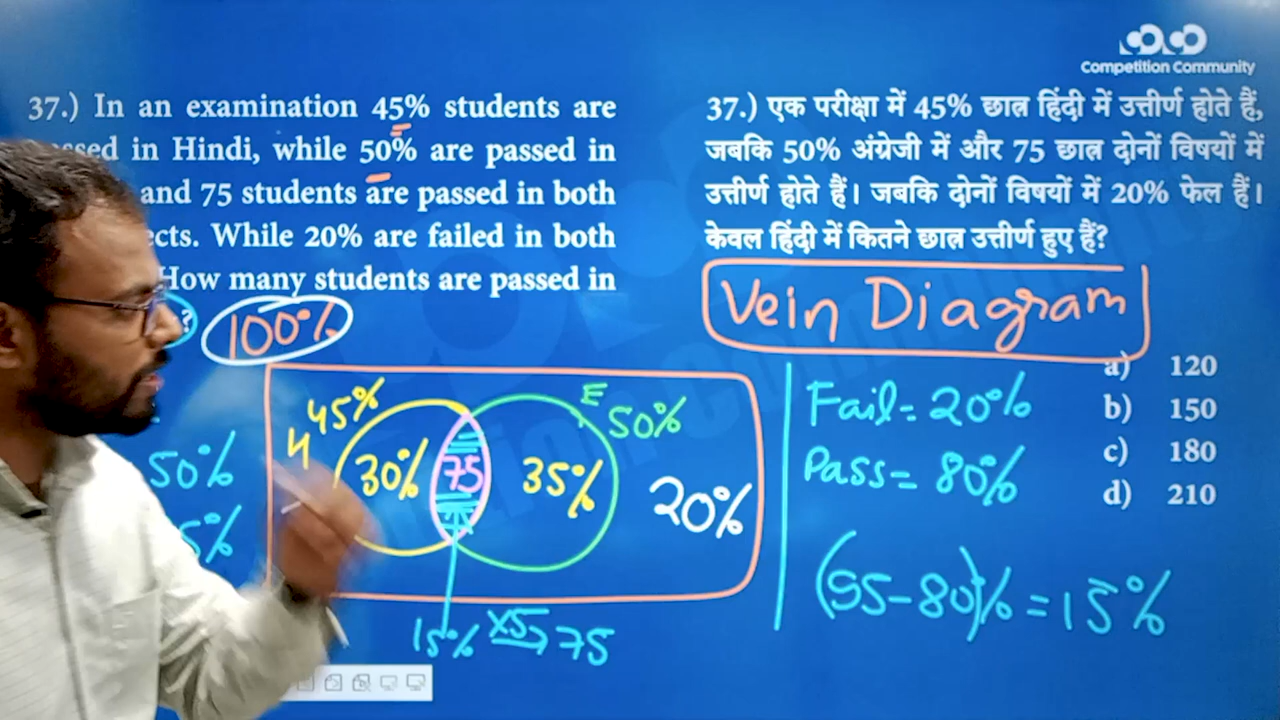 Competition Community
37.) In an examination 45% students are
in Hindi, while 50% are passed in
and 75 students are passed in both
While 20% are failed in both
How many students are passed in
?
37.) एक परीक्षा में 45% छात्र हिंदी में उत्तीर्ण होते हैं,
जबकि 50% अंग्रेजी में और 75 छात्र दोनों विषयों में
उत्तीर्ण होते हैं। जबकि दोनों विषयों में 20% फेल हैं।
केवल हिंदी में कितने छात्र उत्तीर्ण हुए हैं?
100%
Vein Diagram
a) 120
b) 150
c) 180
d) 210
45%
H
E
50%
30%
75
35%
20%
50%
5%
15% x5→ 75
Fail = 20%
Pass = 80%
(95-80)% = 15%